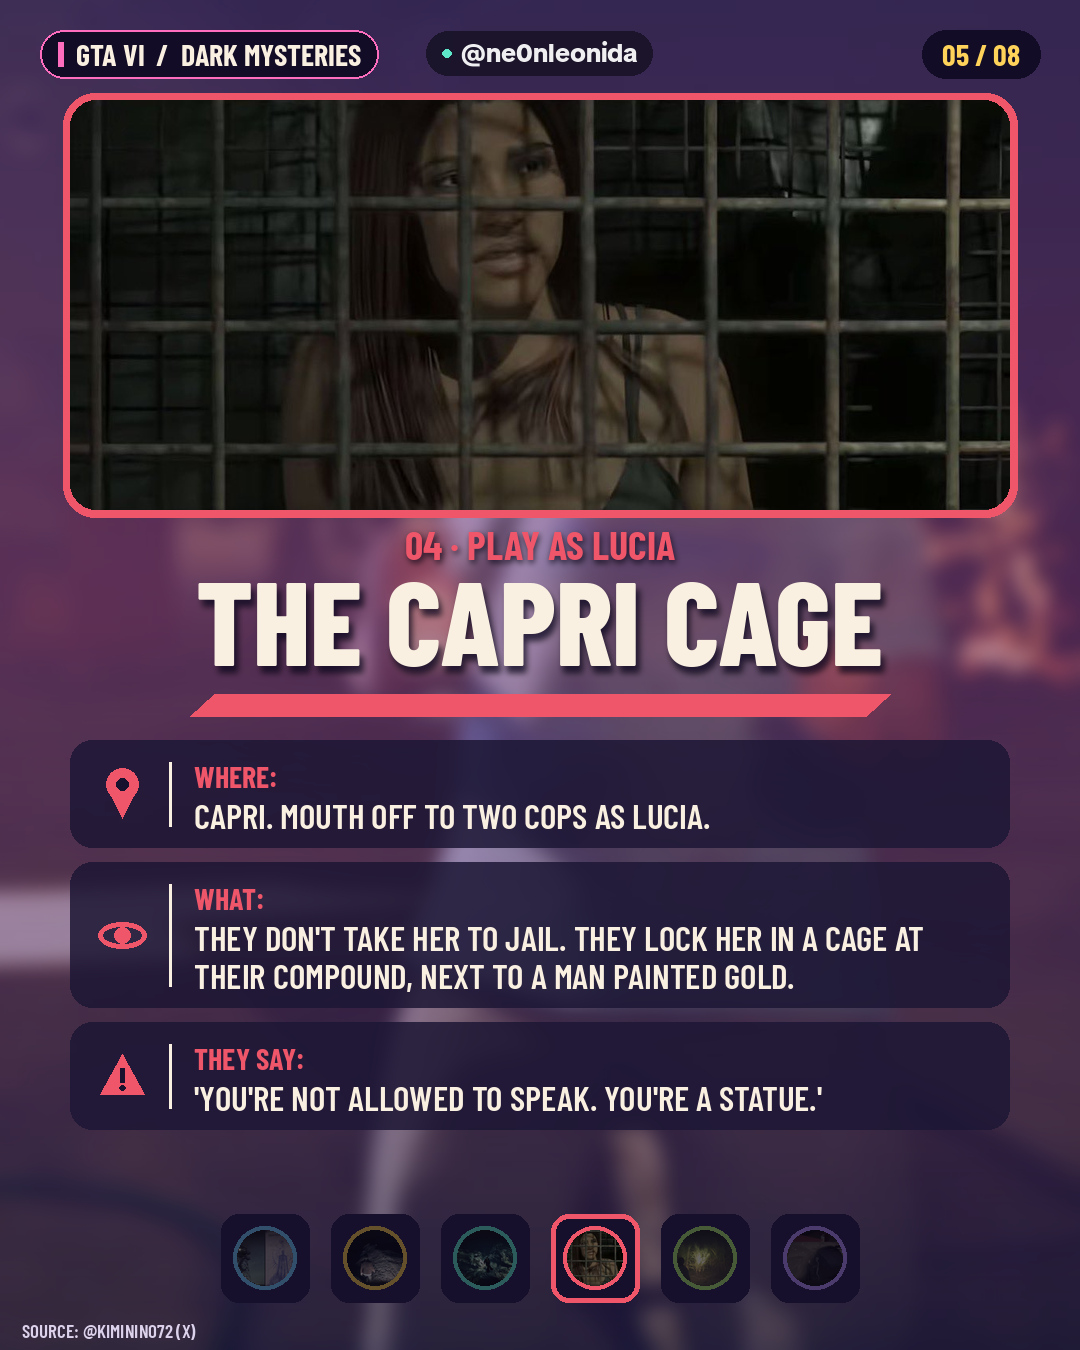 GTA VI / DARK MYSTERIES
@ne0nleonida
05 / 08
04 · PLAY AS LUCIA
THE CAPRI CAGE
WHERE:
CAPRI. MOUTH OFF TO TWO COPS AS LUCIA.
WHAT:
THEY DON'T TAKE HER TO JAIL. THEY LOCK HER IN A CAGE AT
THEIR COMPOUND, NEXT TO A MAN PAINTED GOLD.
THEY SAY:
'YOU'RE NOT ALLOWED TO SPEAK. YOU'RE A STATUE.'
SOURCE: @KIMININO72 (X)